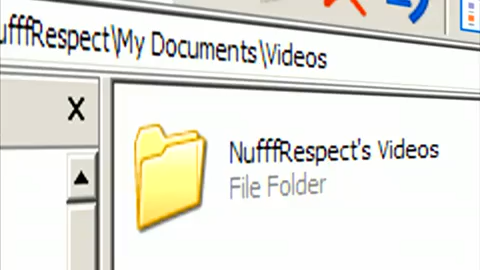 ufffRespect\My Documents\Videos
X
NufffRespect's Videos
File Folder